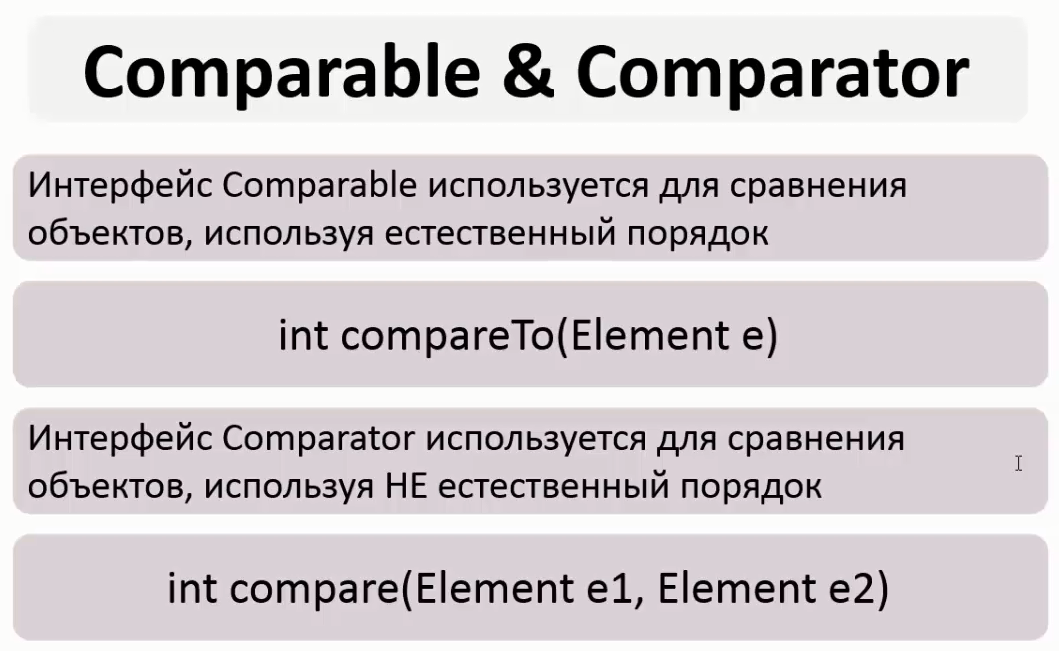 Comparable & Comparator
Интерфейс Comparable используется для сравнения
объектов, используя естественный порядок
int compareTo(Element e)
Интерфейс Comparator используется для сравнения
объектов, используя НЕ естественный порядок
int compare(Element e1, Element e2)